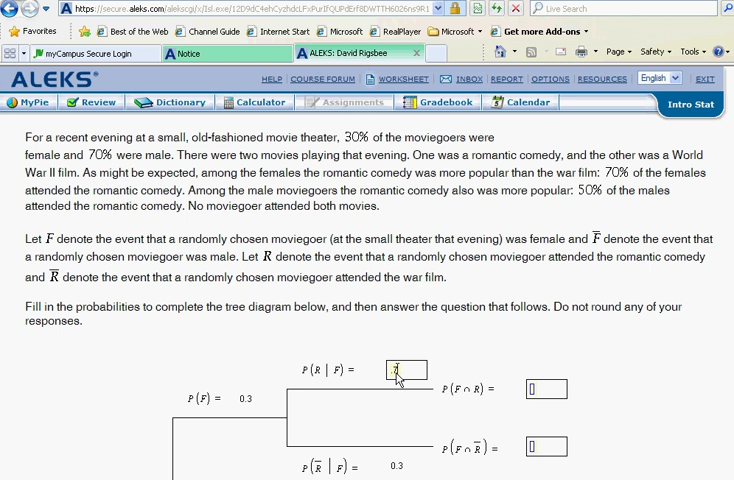 https://secure.aleks.com/alekscgi/x/Isl.exe/
Live Search
Favorites
Best of the Web
Channel Guide
Internet Start
Microsoft
RealPlayer
Microsoft
Get more Add-ons
myCampus Secure Login
Notice
ALEKS: David Rigsbee
Page
Safety
Tools
ALEKS
HELP
COURSE FORUM
WORKSHEET
INBOX
REPORT
OPTIONS
RESOURCES
English
EXIT
MyPie
Review
Dictionary
Calculator
Assignments
Gradebook
Calendar
Intro Stat
For a recent evening at a small, old-fashioned movie theater, 30% of the moviegoers were
female and 70% were male. There were two movies playing that evening. One was a romantic comedy, and the other was a World
War II film. As might be expected, among the females the romantic comedy was more popular than the war film: 70% of the females
attended the romantic comedy. Among the male moviegoers the romantic comedy also was more popular: 50% of the males
attended the romantic comedy. No moviegoer attended both movies.
Let F denote the event that a randomly chosen moviegoer (at the small theater that evening) was female and F̅ denote the event that
a randomly chosen moviegoer was male. Let R denote the event that a randomly chosen moviegoer attended the romantic comedy
and R̅ denote the event that a randomly chosen moviegoer attended the war film.
Fill in the probabilities to complete the tree diagram below, and then answer the question that follows. Do not round any of your
responses.
P(R | F) = .7
P(F ∩ R) =
P(F) = 0.3
P(F ∩ R̅) =
P(R̅ | F) = 0.3